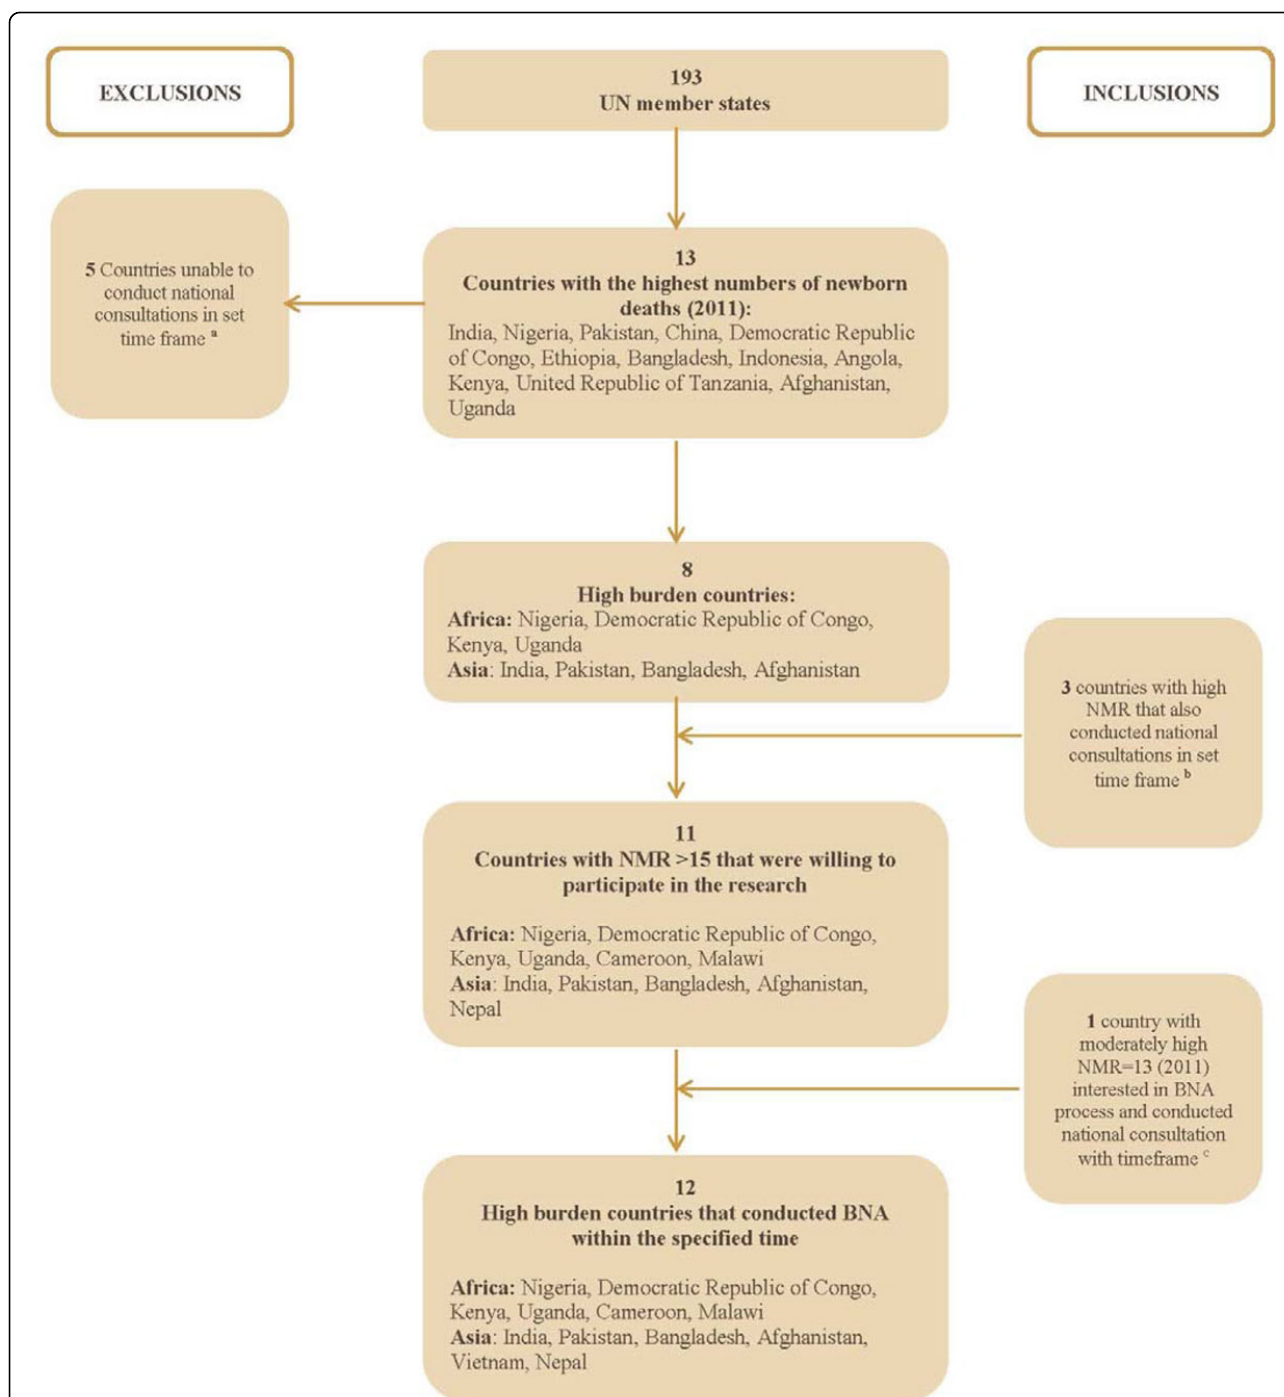 EXCLUSIONS
193
UN member states
INCLUSIONS
5 Countries unable to
conduct national
consultations in set
time frame a
13
Countries with the highest numbers of newborn
deaths (2011):
India, Nigeria, Pakistan, China, Democratic Republic
of Congo, Ethiopia, Bangladesh, Indonesia, Angola,
Kenya, United Republic of Tanzania, Afghanistan,
Uganda
8
High burden countries:
Africa: Nigeria, Democratic Republic of Congo,
Kenya, Uganda
Asia: India, Pakistan, Bangladesh, Afghanistan
3 countries with high
NMR that also
conducted national
consultations in set
time frame b
11
Countries with NMR >15 that were willing to
participate in the research
Africa: Nigeria, Democratic Republic of Congo,
Kenya, Uganda, Cameroon, Malawi
Asia: India, Pakistan, Bangladesh, Afghanistan,
Nepal
1 country with
moderately high
NMR=13 (2011)
interested in BNA
process and conducted
national consultation
with timeframe c
12
High burden countries that conducted BNA
within the specified time
Africa: Nigeria, Democratic Republic of Congo,
Kenya, Uganda, Cameroon, Malawi
Asia: India, Pakistan, Bangladesh, Afghanistan,
Vietnam, Nepal